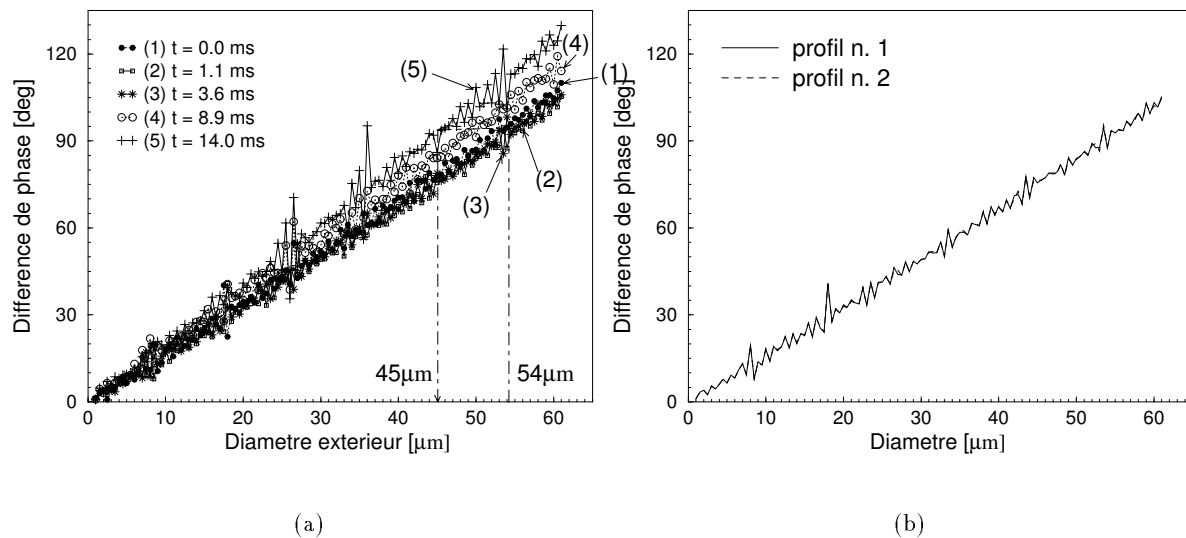 120
90
60
30
0
Difference de phase [deg]
(1) t = 0.0 ms
(2) t = 1.1 ms
(3) t = 3.6 ms
(4) t = 8.9 ms
(5) t = 14.0 ms
(5)
(4)
(1)
(2)
(3)
45μm
54μm
0 10 20 30 40 50 60
Diametre exterieur [μm]
(a)
120
90
60
30
0
Difference de phase [deg]
profil n. 1
profil n. 2
0 10 20 30 40 50 60
Diametre [μm]
(b)